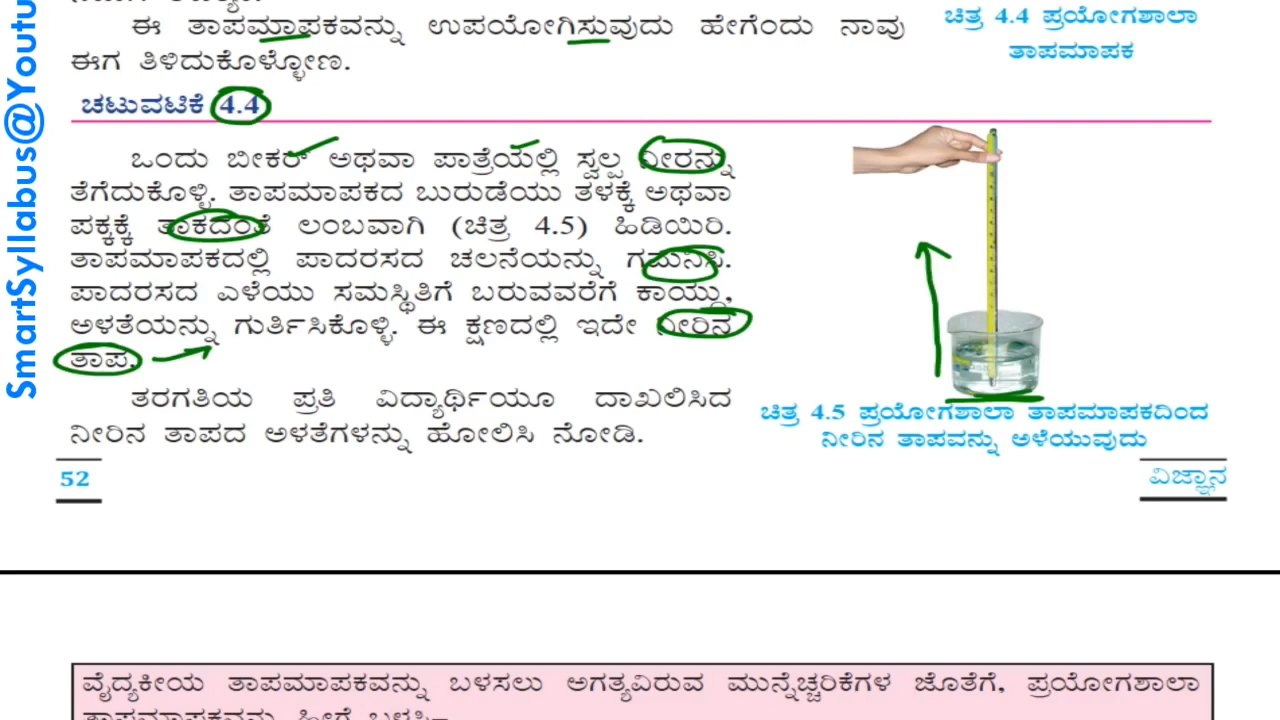 ಈ ತಾಪಮಾಪಕವನ್ನು ಉಪಯೋಗಿಸುವುದು ಹೇಗೆಂದು ನಾವು
ಈಗ ತಿಳಿದುಕೊಳ್ಳೋಣ.
ಚಿತ್ರ 4.4 ಪ್ರಯೋಗಶಾಲಾ
ತಾಪಮಾಪಕ
ಚಟುವಟಿಕೆ 4.4
ಒಂದು ಬೀಕರ್ ಅಥವಾ ಪಾತ್ರೆಯಲ್ಲಿ ಸ್ವಲ್ಪ ನೀರನ್ನು
ತೆಗೆದುಕೊಳ್ಳಿ. ತಾಪಮಾಪಕದ ಬುರುಡೆಯು ತಳಕ್ಕೆ ಅಥವಾ
ಪಕ್ಕಕ್ಕೆ ತಾಕದಂತೆ ಲಂಬವಾಗಿ (ಚಿತ್ರ 4.5) ಹಿಡಿಯಿರಿ.
ತಾಪಮಾಪಕದಲ್ಲಿ ಪಾದರಸದ ಚಲನೆಯನ್ನು ಗಮನಿಸಿ.
ಪಾದರಸದ ಎಳೆಯು ಸಮಸ್ಥಿತಿಗೆ ಬರುವವರೆಗೆ ಕಾಯ್ದು,
ಅಳತೆಯನ್ನು ಗುರ್ತಿಸಿಕೊಳ್ಳಿ. ಈ ಕ್ಷಣದಲ್ಲಿ ಇದೇ ನೀರಿನ
ತಾಪ.
ತರಗತಿಯ ಪ್ರತಿ ವಿದ್ಯಾರ್ಥಿಯೂ ದಾಖಲಿಸಿದ
ನೀರಿನ ತಾಪದ ಅಳತೆಗಳನ್ನು ಹೋಲಿಸಿ ನೋಡಿ.
ಚಿತ್ರ 4.5 ಪ್ರಯೋಗಶಾಲಾ ತಾಪಮಾಪಕದಿಂದ
ನೀರಿನ ತಾಪವನ್ನು ಅಳೆಯುವುದು
52
ವಿಜ್ಞಾನ
ವೈದ್ಯಕೀಯ ತಾಪಮಾಪಕವನ್ನು ಬಳಸಲು ಅಗತ್ಯವಿರುವ ಮುನ್ನೆಚ್ಚರಿಕೆಗಳ ಜೊತೆಗೆ, ಪ್ರಯೋಗಶಾಲಾ
ತಾಪಮಾಪಕವನ್ನು ಹೀಗೆ ಬಳಸಿ–
SmartSyllabus@Youtu